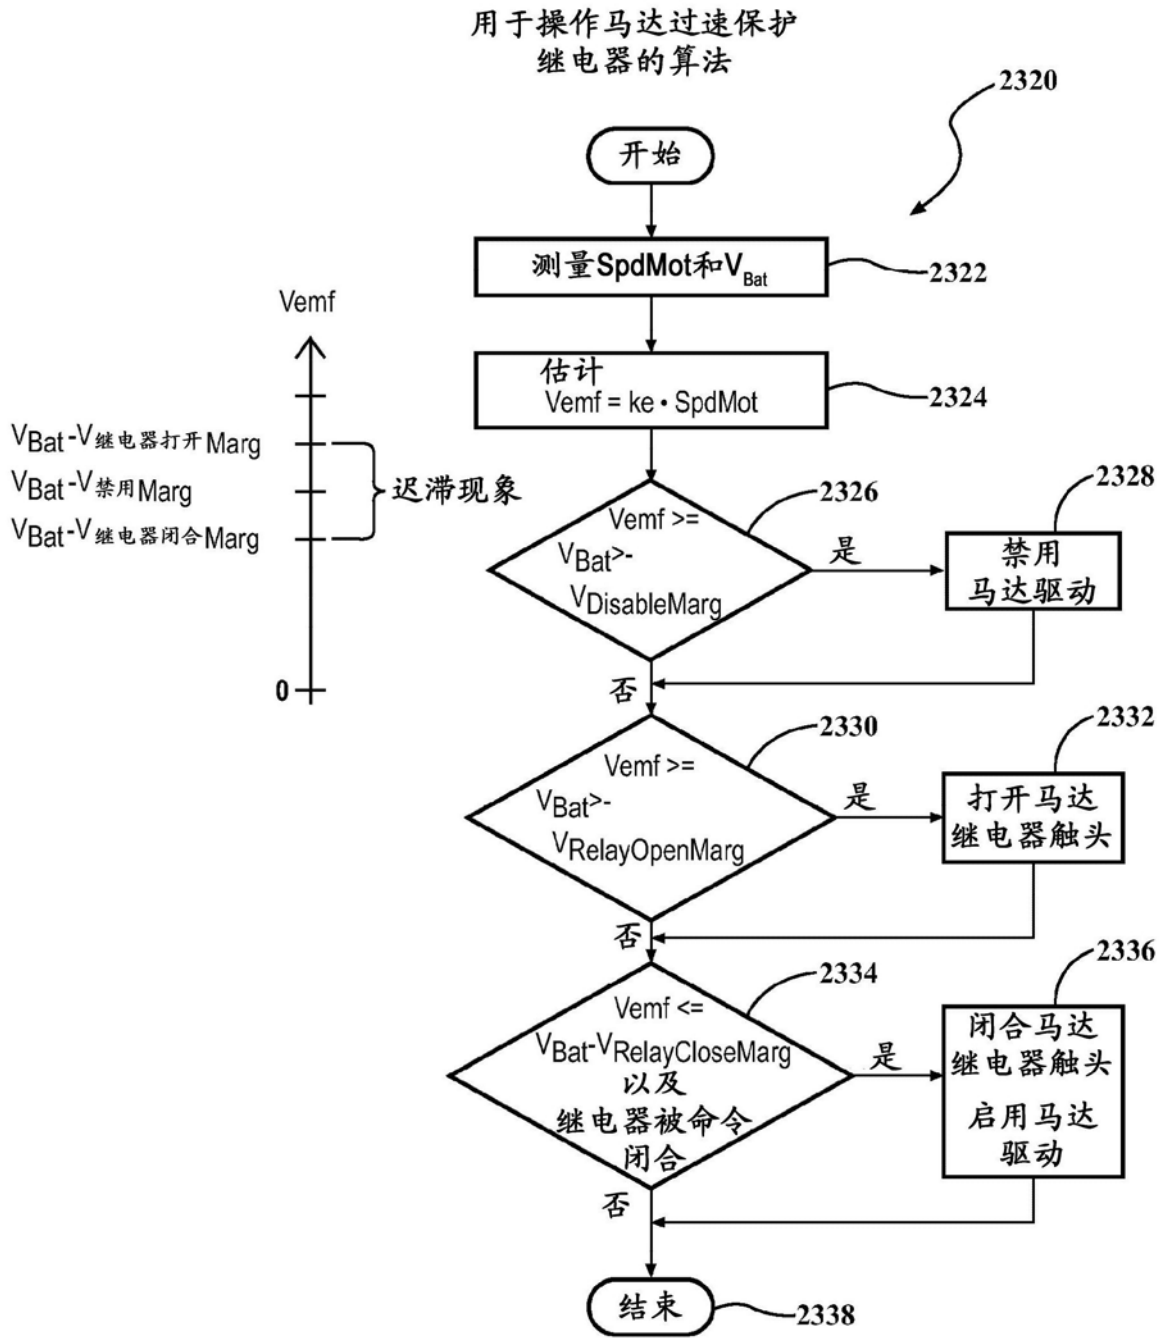 用于操作马达过速保护
继电器的算法
2320
开始
测量SpdMot和VBat
2322
估计
Vemf = ke • SpdMot
2324
Vemf
VBat-V继电器打开Marg
VBat-V禁用Marg
VBat-V继电器闭合Marg
迟滞现象
0
Vemf >=
VBat>-
VDisableMarg
2326
是
禁用
马达驱动
2328
否
Vemf >=
VBat>-
VRelayOpenMarg
2330
是
打开马达
继电器触头
2332
否
Vemf <=
VBat-VRelayCloseMarg
以及
继电器被命令
闭合
2334
是
闭合马达
继电器触头
启用马达
驱动
2336
否
结束
2338